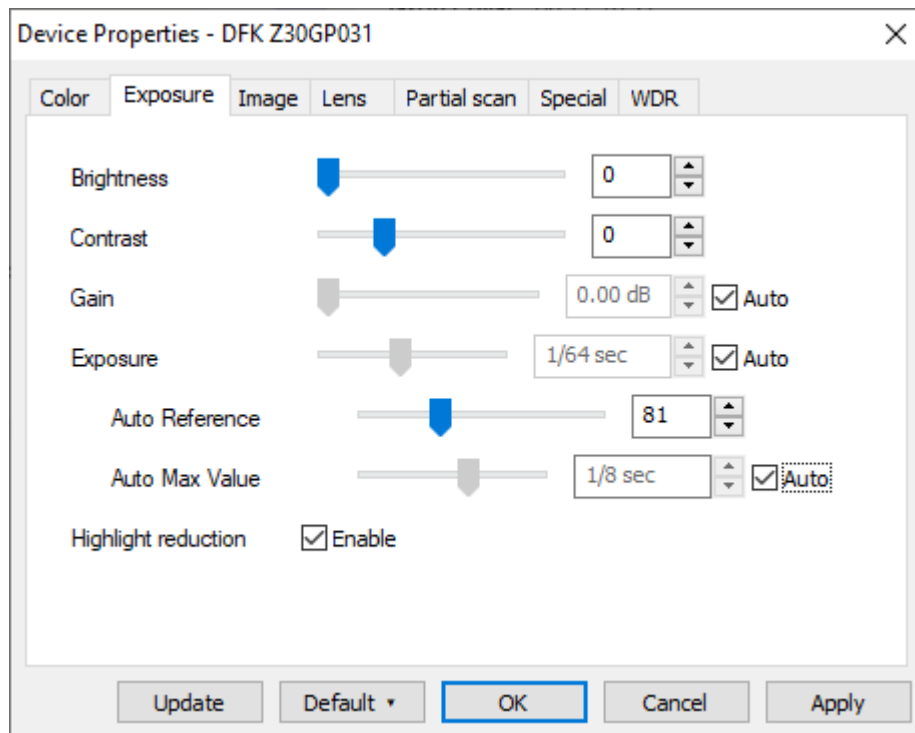 Device Properties - DFK Z30GP031
Color Exposure Image Lens Partial scan Special WDR
Brightness 0
Contrast 0
Gain 0.00 dB Auto
Exposure 1/64 sec Auto
Auto Reference 81
Auto Max Value 1/8 sec Auto
Highlight reduction Enable
Update Default OK Cancel Apply